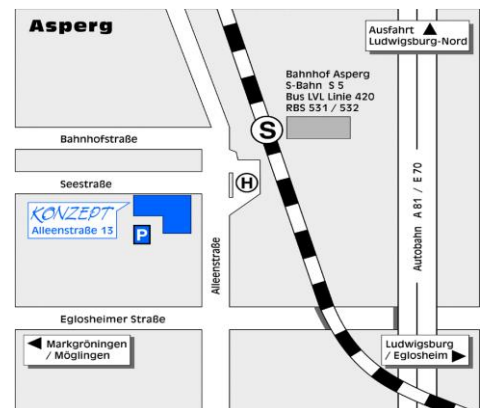 Asperg
Ausfahrt
Ludwigsburg-Nord
Bahnhof Asperg
S-Bahn S 5
Bus LVL Linie 420
RBS 531 / 532
S
Bahnhofstraße
Seestraße
H
KONZEPT
Alleenstraße 13
P
Alleenstraße
Autobahn A 81 / E 70
Eglosheimer Straße
Markgröningen
/ Möglingen
Ludwigsburg
/ Eglosheim